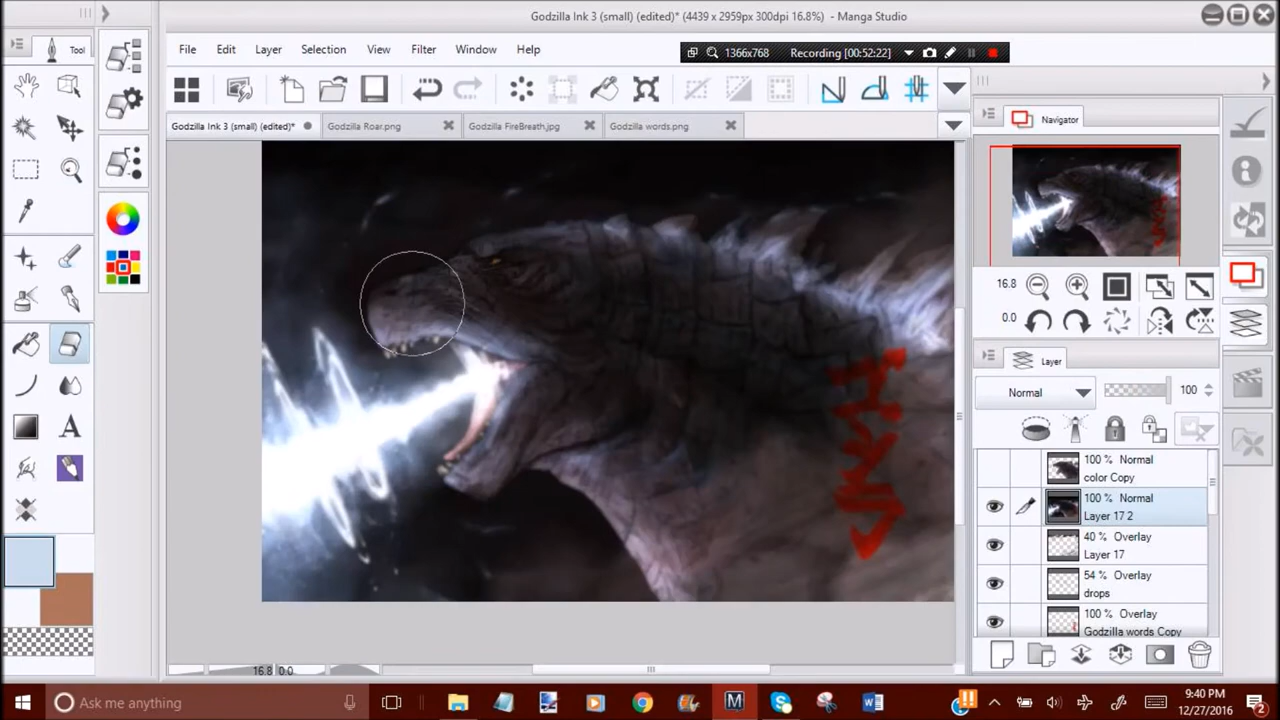 Godzilla Ink 3 (small) (edited)* (4439 x 2959px 300dpi 16.8%) - Manga Studio
Tool
File Edit Layer Selection View Filter Window Help
1366x768 Recording [00:52:22]
Godzilla Ink 3 (small) (edited)* Godzilla Roar.png Godzilla FireBreath.jpg Godzilla words.png
Navigator
16.8
0.0
Layer
Normal 100
100 % Normal
color Copy
100 % Normal
Layer 17 2
40 % Overlay
Layer 17
54 % Overlay
drops
100 % Overlay
Godzilla words Copy
16.8 0.0
Ask me anything
9:40 PM
12/27/2016
2